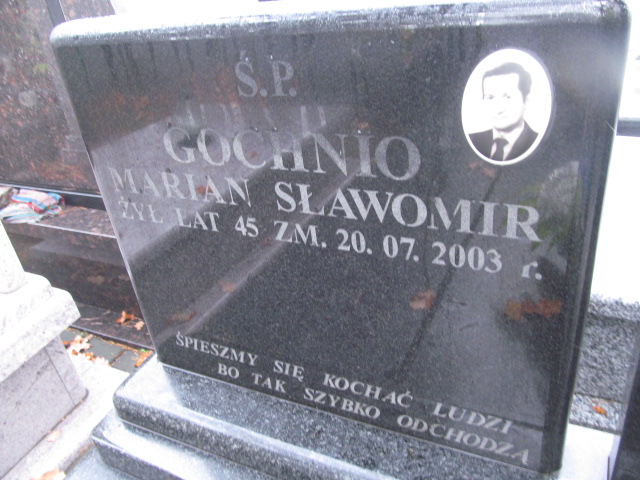 Ś.P.
GOCHNIO
MARIAN SŁAWOMIR
ŻYŁ LAT 45 ZM. 20.07.2003 r.
ŚPIESZMY SIĘ KOCHAĆ LUDZI
BO TAK SZYBKO ODCHODZĄ